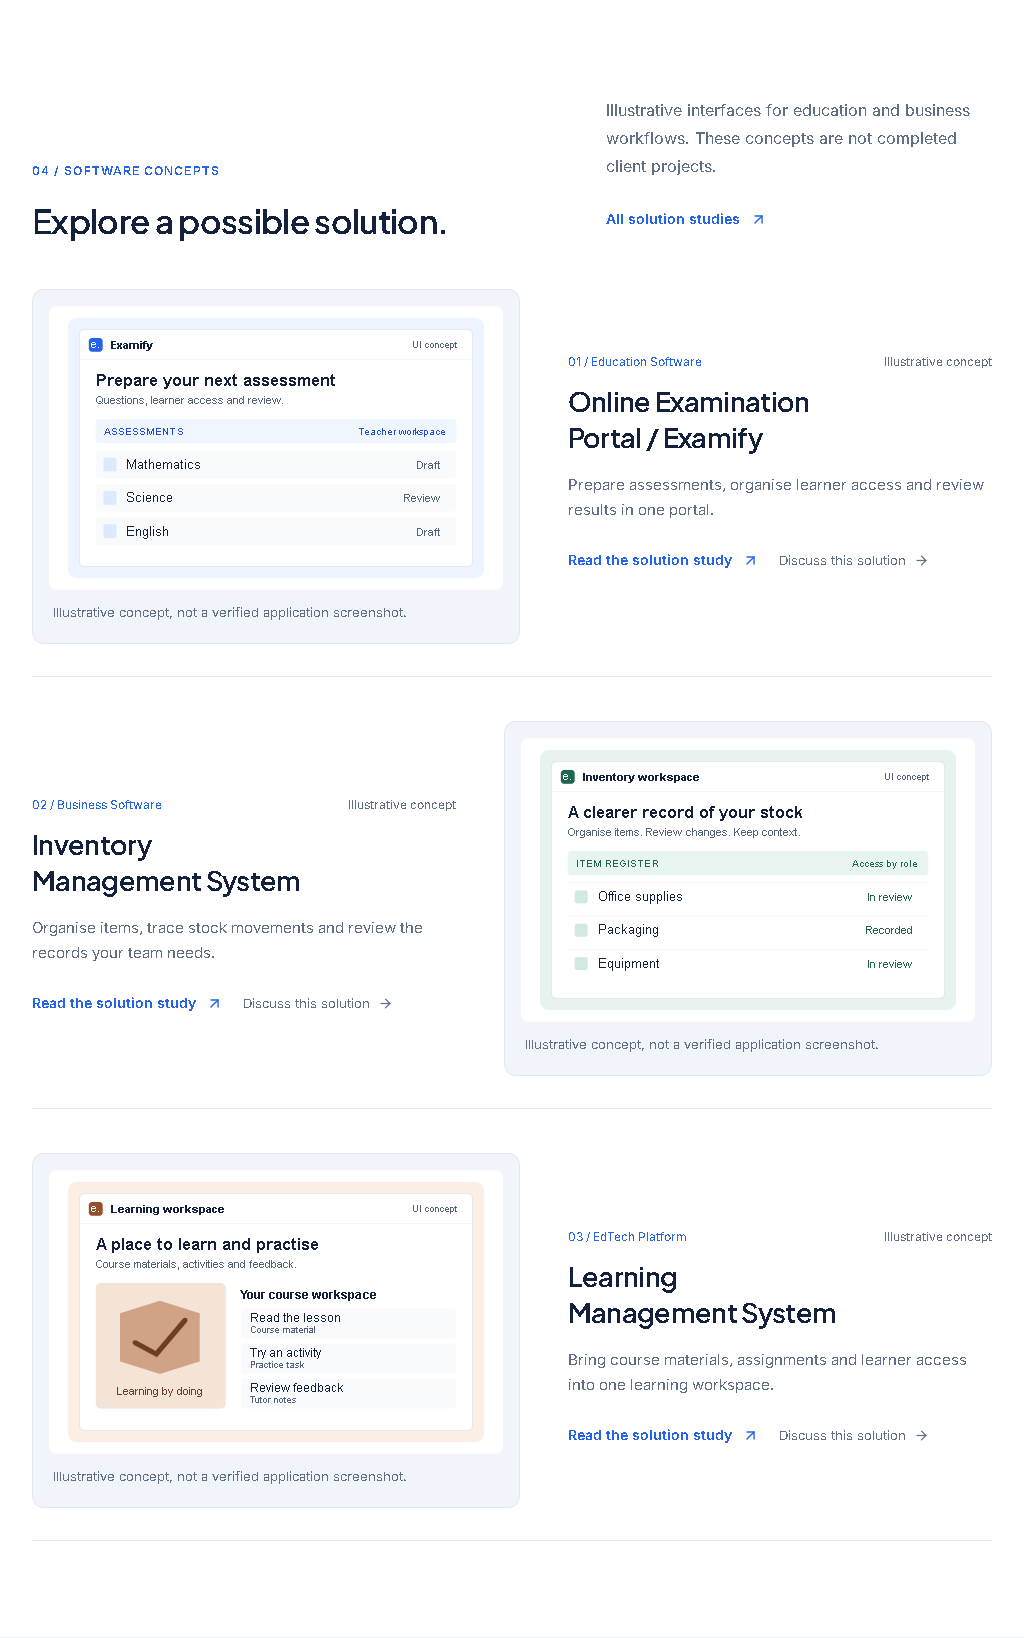 Illustrative interfaces for education and business
workflows. These concepts are not completed
client projects.
04 / SOFTWARE CONCEPTS
Explore a possible solution.
All solution studies
e. Examify UI concept
Prepare your next assessment
Questions, learner access and review.
ASSESSMENTS Teacher workspace
Mathematics Draft
Science Review
English Draft
Illustrative concept, not a verified application screenshot.
01 / Education Software Illustrative concept
Online Examination
Portal / Examify
Prepare assessments, organise learner access and review
results in one portal.
Read the solution study Discuss this solution
02 / Business Software Illustrative concept
Inventory
Management System
Organise items, trace stock movements and review the
records your team needs.
Read the solution study Discuss this solution
e. Inventory workspace UI concept
A clearer record of your stock
Organise items. Review changes. Keep context.
ITEM REGISTER Access by role
Office supplies In review
Packaging Recorded
Equipment In review
Illustrative concept, not a verified application screenshot.
e. Learning workspace UI concept
A place to learn and practise
Course materials, activities and feedback.
Learning by doing
Your course workspace
Read the lesson
Course material
Try an activity
Practice task
Review feedback
Tutor notes
Illustrative concept, not a verified application screenshot.
03 / EdTech Platform Illustrative concept
Learning
Management System
Bring course materials, assignments and learner access
into one learning workspace.
Read the solution study Discuss this solution